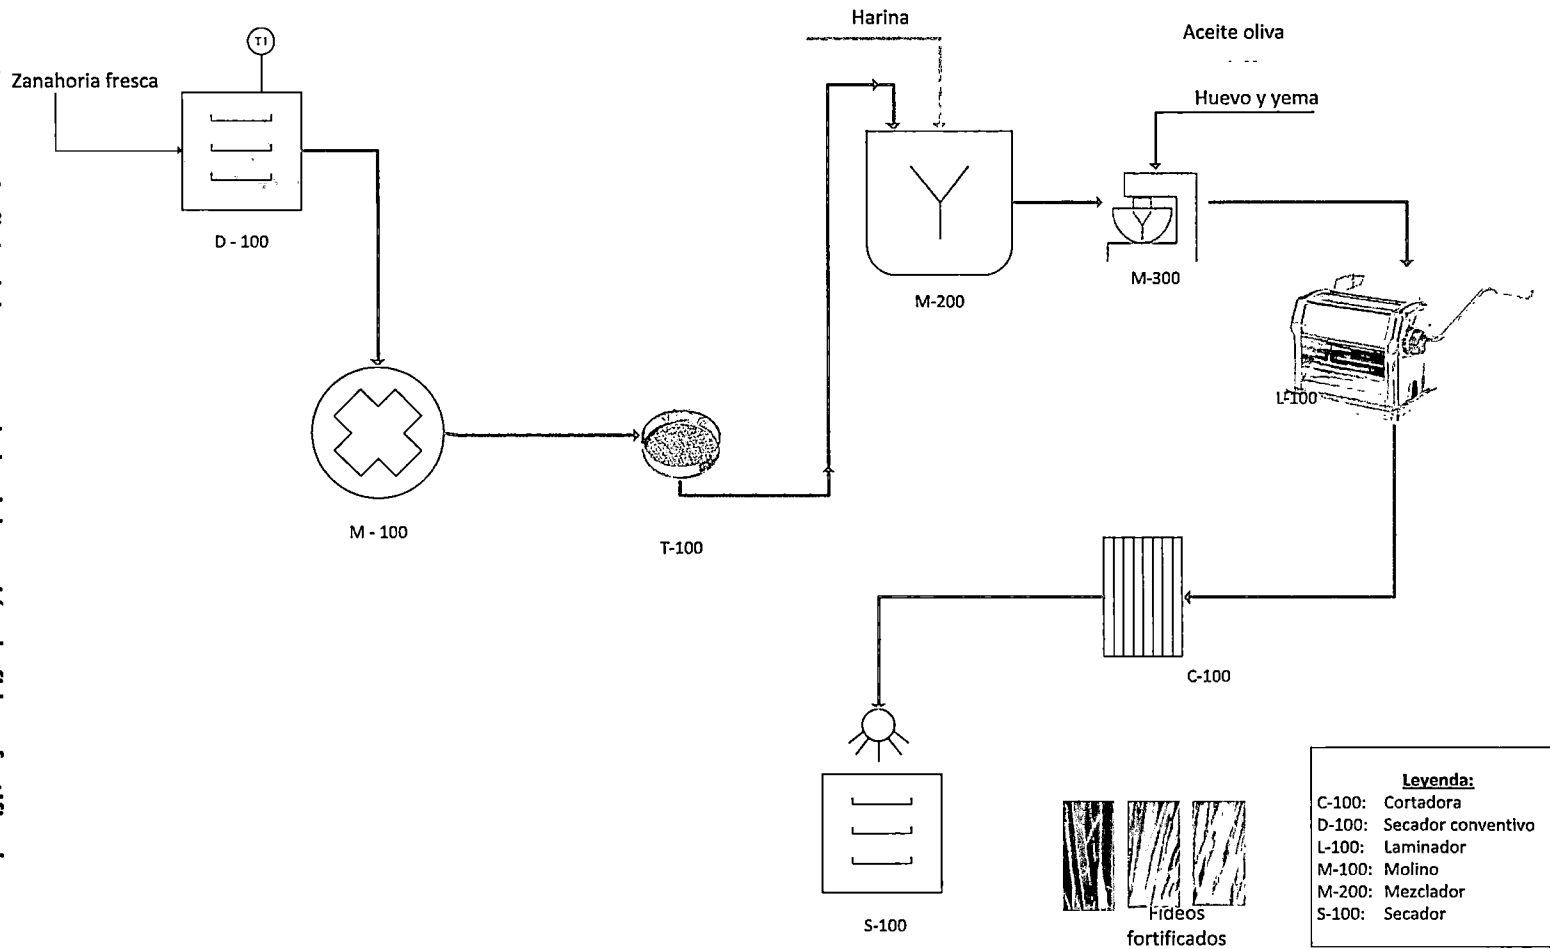 Harina
Aceite oliva
TI
Zanahoria fresca
Huevo y yema
D - 100
M-200
M-300
L-100
M - 100
T-100
C-100
Leyenda:
C-100: Cortadora
D-100: Secador conventivo
L-100: Laminador
M-100: Molino
M-200: Mezclador
S-100: Secador
S-100
Fideos
fortificados